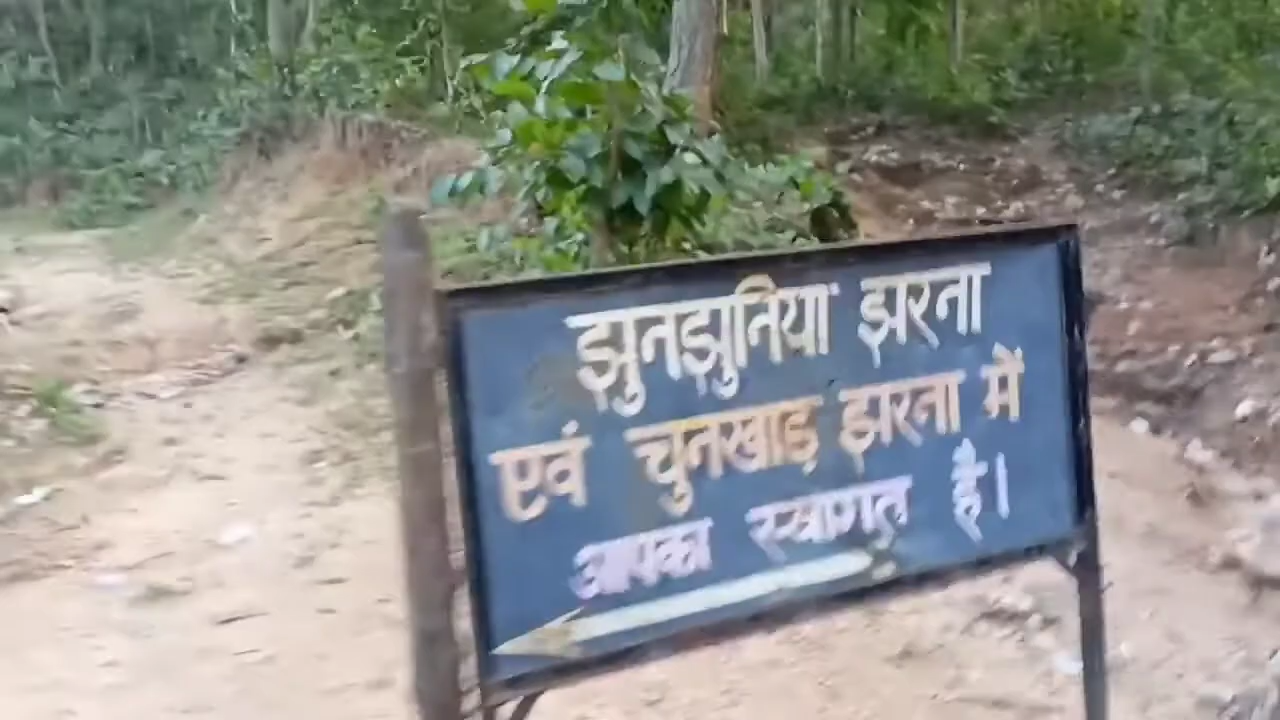 झुनझुनिया झरना
एवं चुनखाड़ झरना में
आपका स्वागत है।